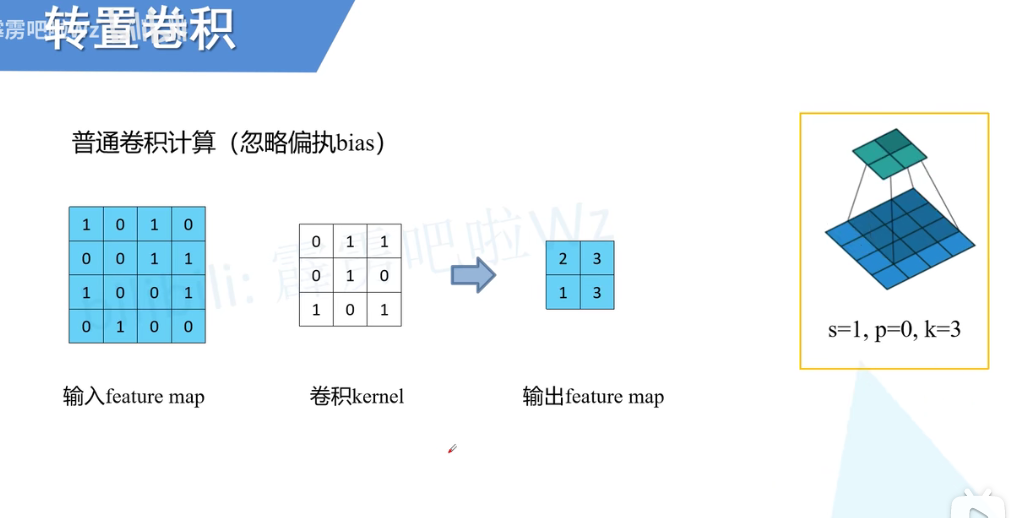 转置卷积
普通卷积计算（忽略偏执bias）
1 0 1 0
0 0 1 1
1 0 0 1
0 1 0 0
0 1 1
0 1 0
1 0 1
2 3
1 3
输入feature map
卷积kernel
输出feature map
s=1, p=0, k=3
bilibili: 霹雳吧啦Wz